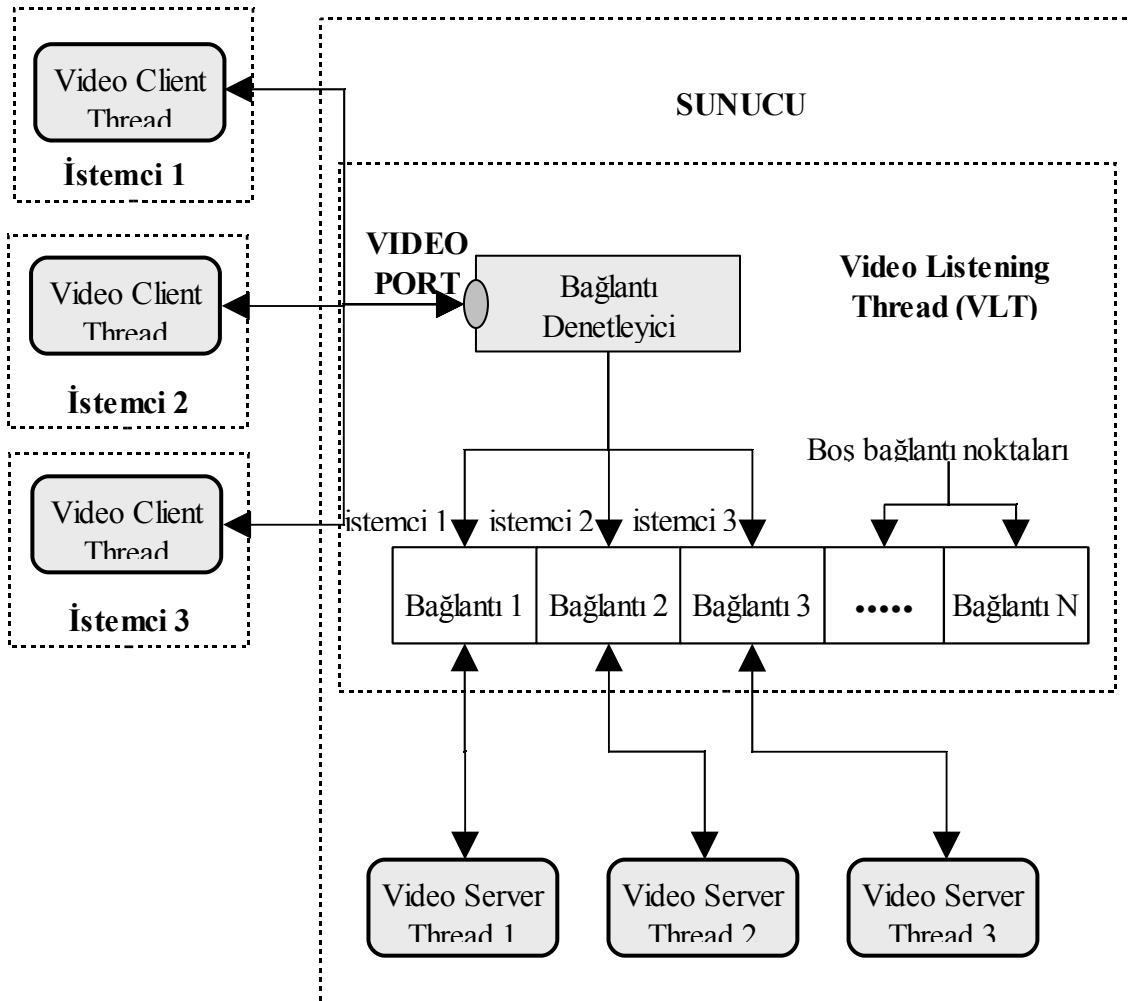 Video Client
Thread
İstemci 1
SUNUCU
Video Client
Thread
İstemci 2
VIDEO
PORT
Bağlantı
Denetleyici
Video Listening
Thread (VLT)
Video Client
Thread
İstemci 3
Boş bağlantı noktaları
istemci 1
istemci 2
istemci 3
Bağlantı 1
Bağlantı 2
Bağlantı 3
•••••
Bağlantı N
Video Server
Thread 1
Video Server
Thread 2
Video Server
Thread 3